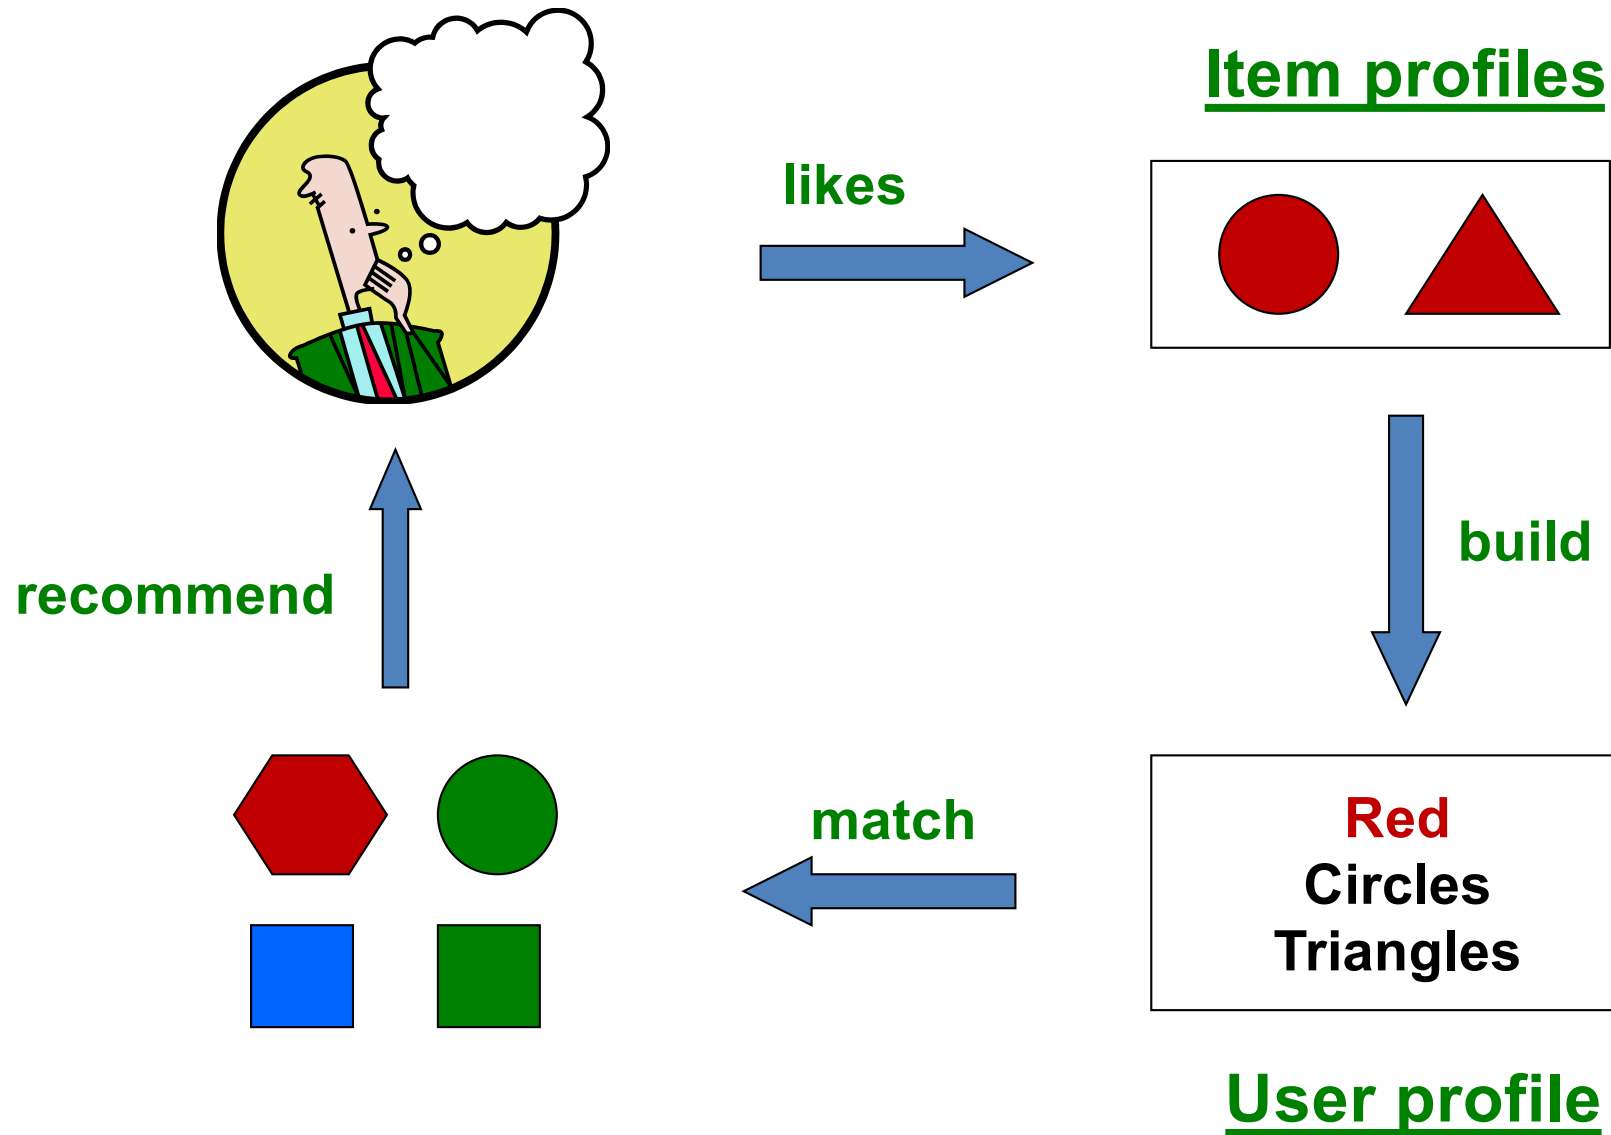 Item profiles
likes
build
recommend
match
Red
Circles
Triangles
User profile